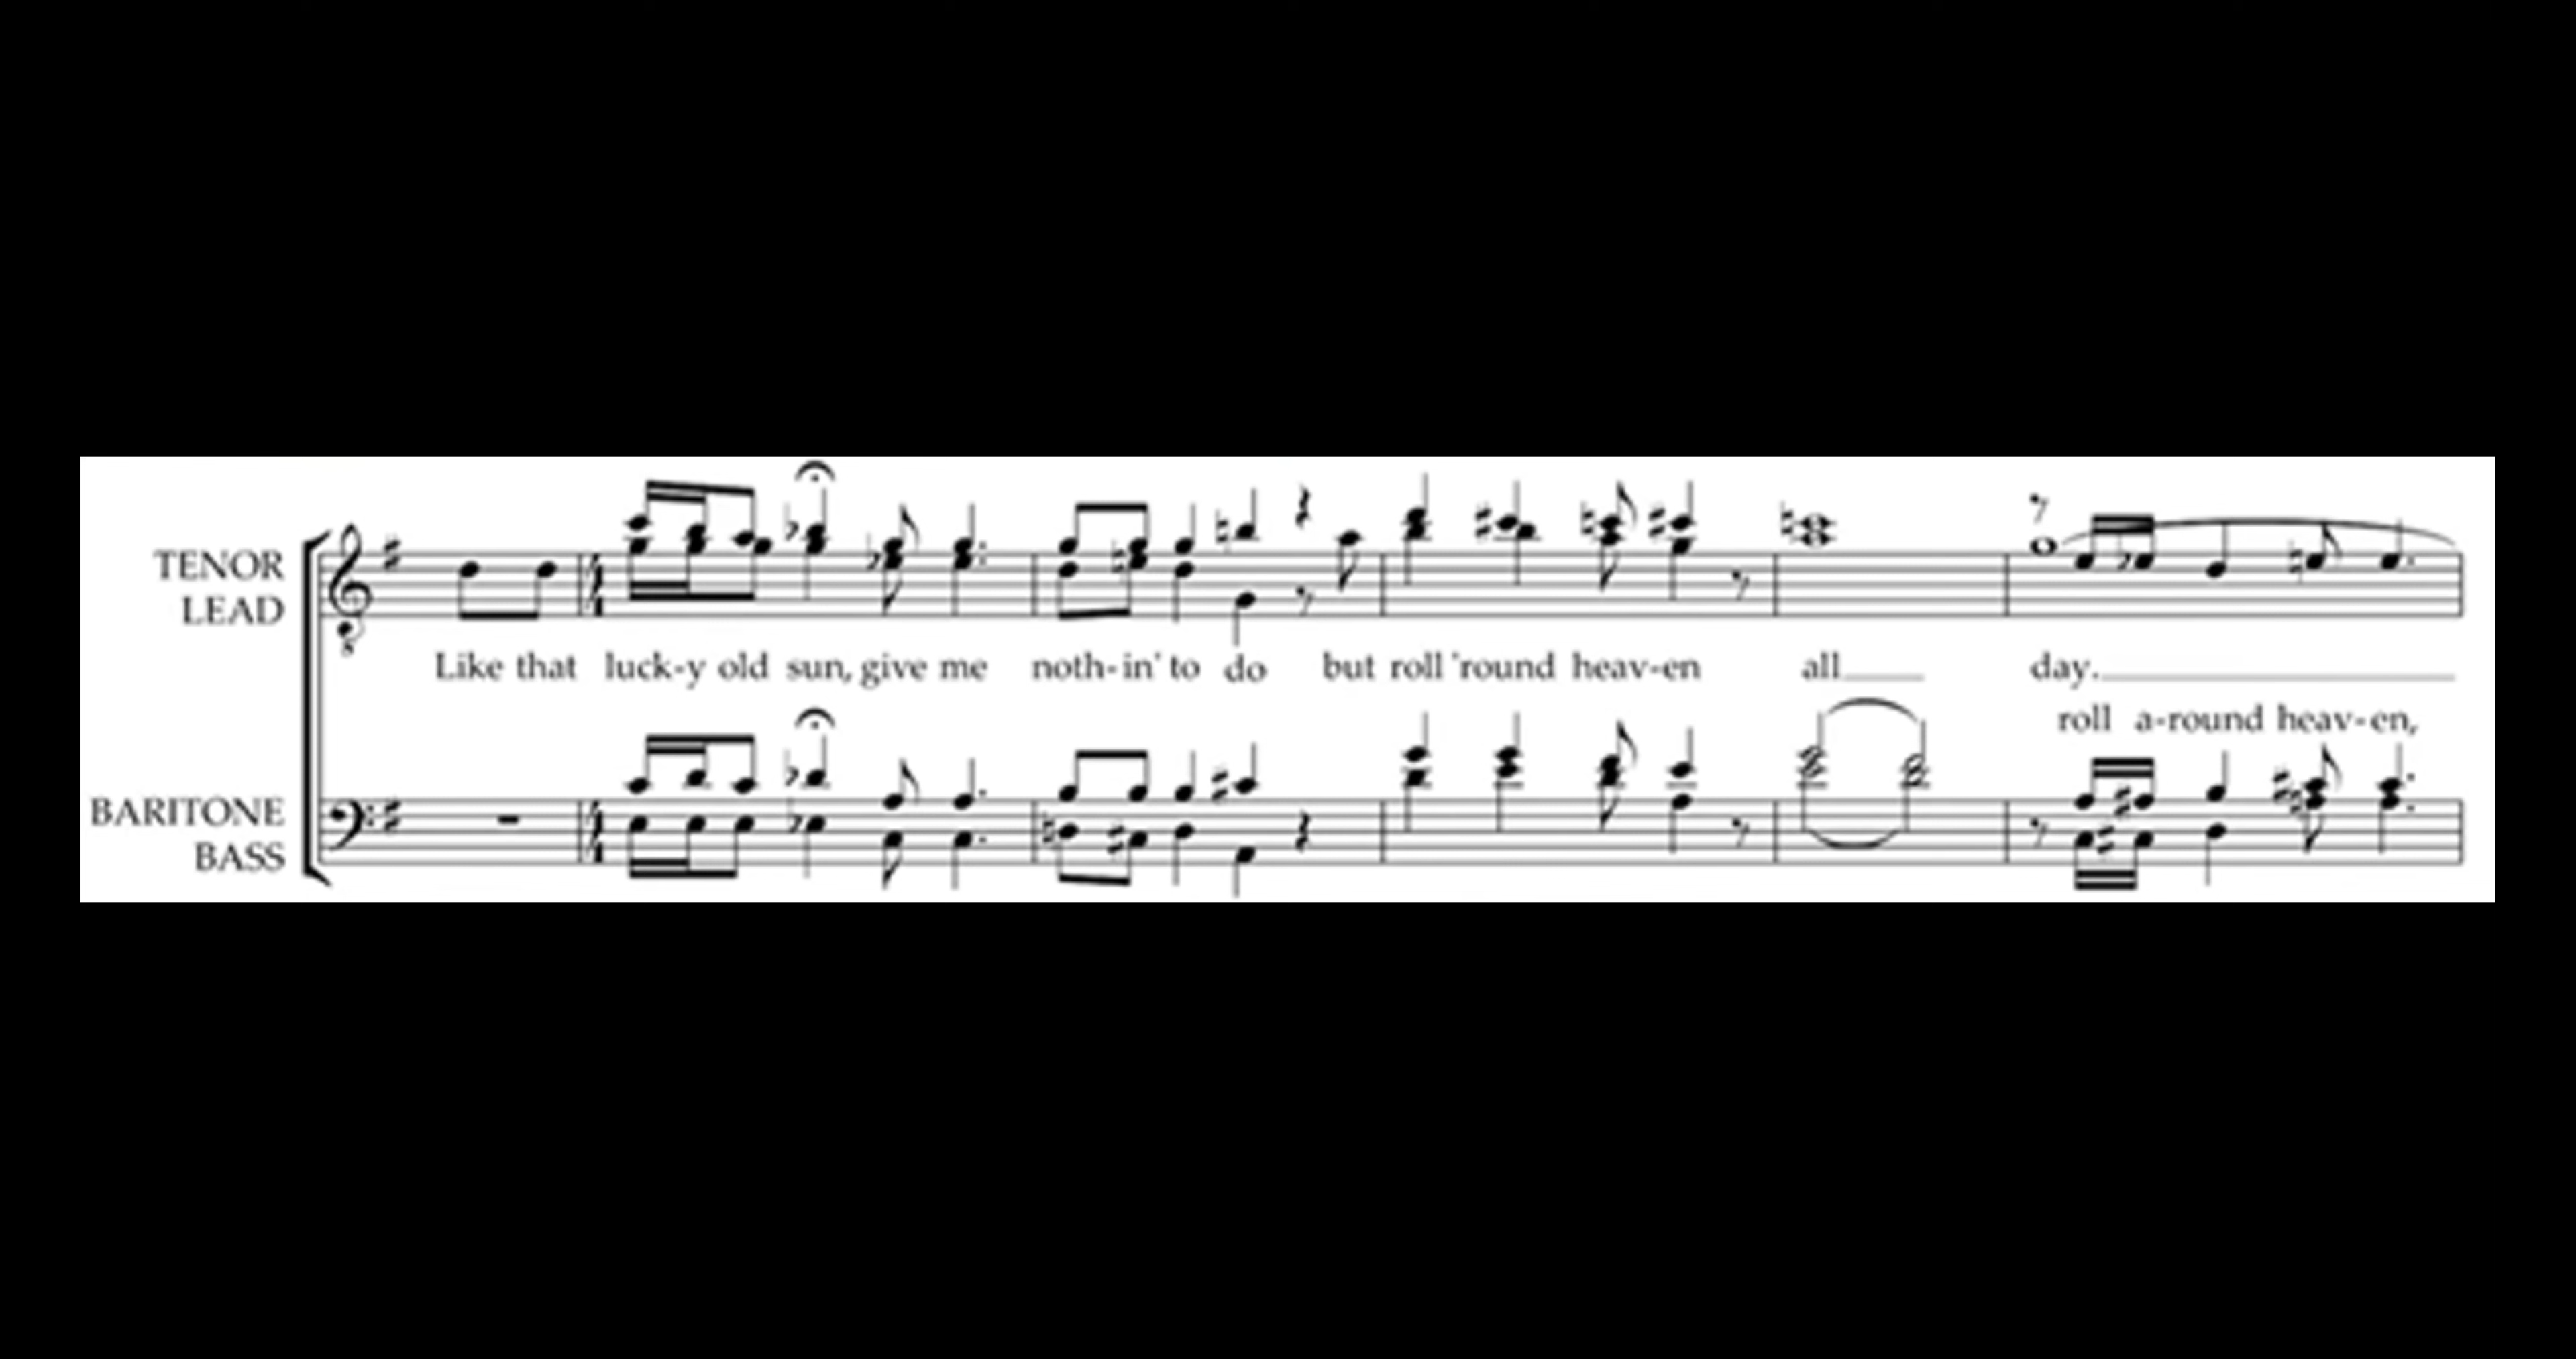 TENOR
LEAD
8
Like that luck-y old sun, give me noth-in' to do but roll 'round heav-en all day.
roll a-round heav-en,
BARITONE
BASS